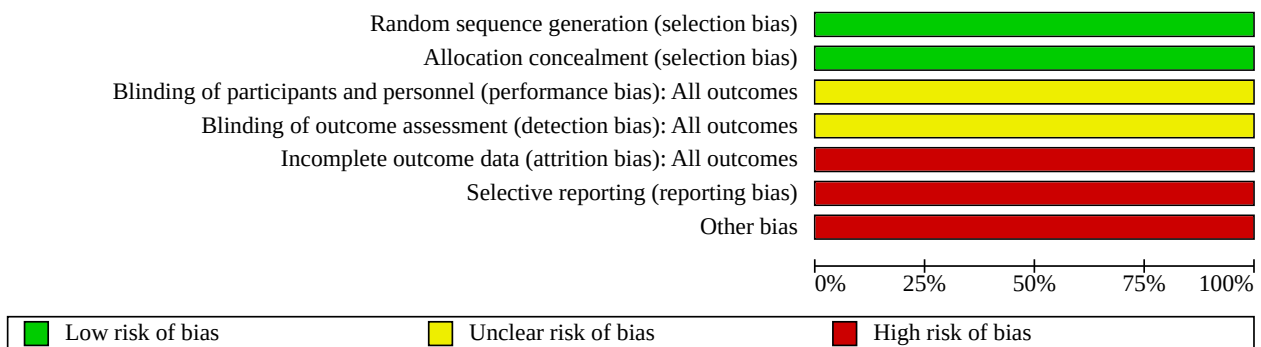 Random sequence generation (selection bias)
Allocation concealment (selection bias)
Blinding of participants and personnel (performance bias): All outcomes
Blinding of outcome assessment (detection bias): All outcomes
Incomplete outcome data (attrition bias): All outcomes
Selective reporting (reporting bias)
Other bias
0% 25% 50% 75% 100%
Low risk of bias Unclear risk of bias High risk of bias